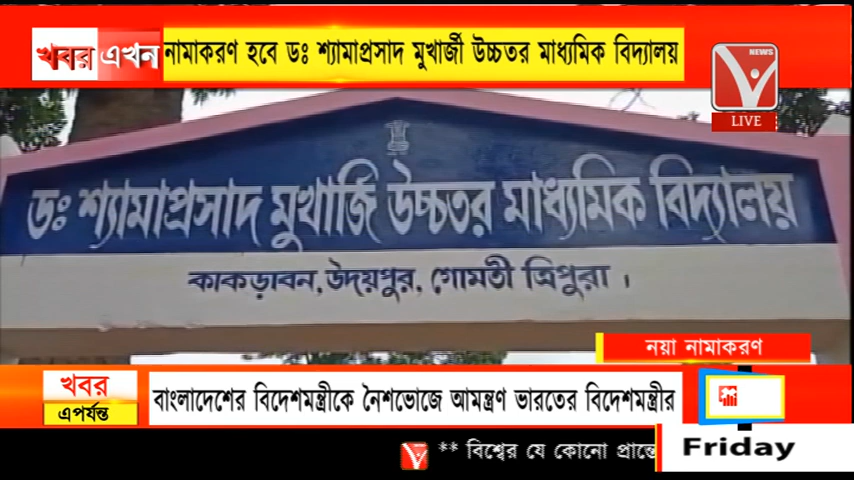 খবর এখন
নামাকরণ হবে ডঃ শ্যামাপ্রসাদ মুখার্জী উচ্চতর মাধ্যমিক বিদ্যালয়
NEWS
V
LIVE
ডঃ শ্যামাপ্রসাদ মুখার্জি উচ্চতর মাধ্যমিক বিদ্যালয়
কাকড়াবন, উদয়পুর, গোমতী ত্রিপুরা ।
নয়া নামাকরণ
খবর
এপর্যন্ত
বাংলাদেশের বিদেশমন্ত্রীকে নৈশভোজে আমন্ত্রণ ভারতের বিদেশমন্ত্রীর
** বিশ্বের যে কোনো প্রান্তে
Friday